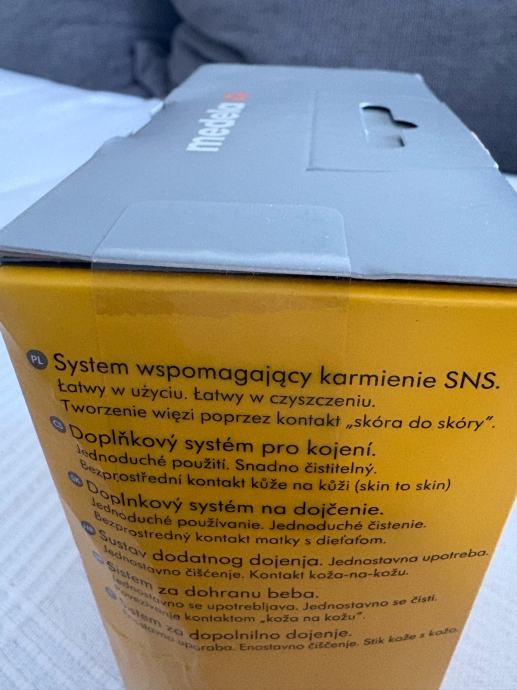 medela
PL System wspomagający karmienie SNS.
Łatwy w użyciu. Łatwy w czyszczeniu.
Tworzenie więzi poprzez kontakt „skóra do skóry”.
Doplňkový systém pro kojení.
Jednoduché použití. Snadno čistitelný.
Bezprostřední kontakt kůže na kůži (skin to skin)
SK Doplnkový systém na dojčenie.
Jednoduché používanie. Jednoduché čistenie.
Bezprostredný kontakt matky s dieťaťom.
HR Sustav dodatnog dojenja. Jednostavna upotreba.
Jednostavno čišćenje. Kontakt koža-na-kožu.
Sistem za dohranu beba.
Jednostavno se upotrebljava. Jednostavno se čisti.
Povezivanje kontaktom „koža na kožu”.
Sistem za dopolnilno dojenje.
uporaba. Enostavno čiščenje. Stik kože s kožo.